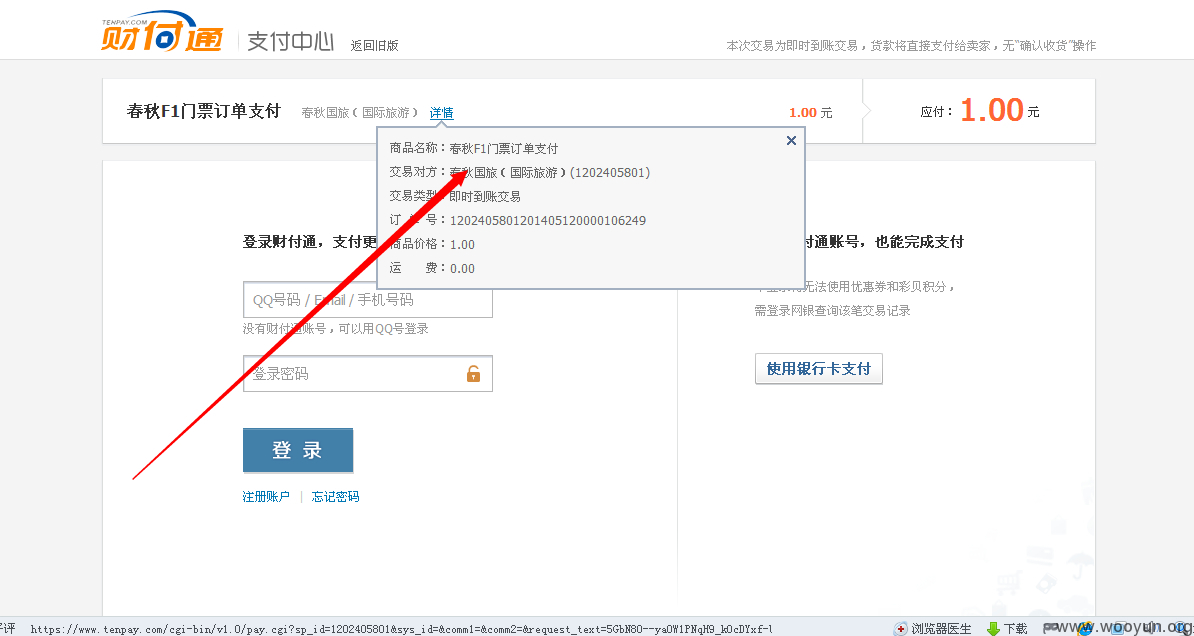 TENPAY.COM
财付通 支付中心 返回旧版
本次交易为即时到账交易，货款将直接支付给卖家，无“确认收货”操作
春秋F1门票订单支付 春秋国旅（国际旅游） 详情 1.00 元 应付：1.00 元
商品名称：春秋F1门票订单支付
交易对方：春秋国旅（国际旅游）(1202405801)
交易类型：即时到账交易
订 号：1202405801201405120000106249
商品价格：1.00
运 费：0.00
登录财付通，支付更
付通账号，也能完成支付
QQ号码 / Email / 手机号码
没有财付通账号，可以用QQ号登录
无法使用优惠券和彩贝积分，
需登录网银查询该笔交易记录
登录密码
使用银行卡支付
登 录
注册账户 | 忘记密码
评 https://www.tenpay.com/cgi-bin/v1.0/pay.cgi?sp_id=1202405801&sys_id=&comm1=&comm2=&request_text=5GbN80--yaOW1PNqH9_kOcDYxf-l 浏览器医生 下载
www.wooyun.org